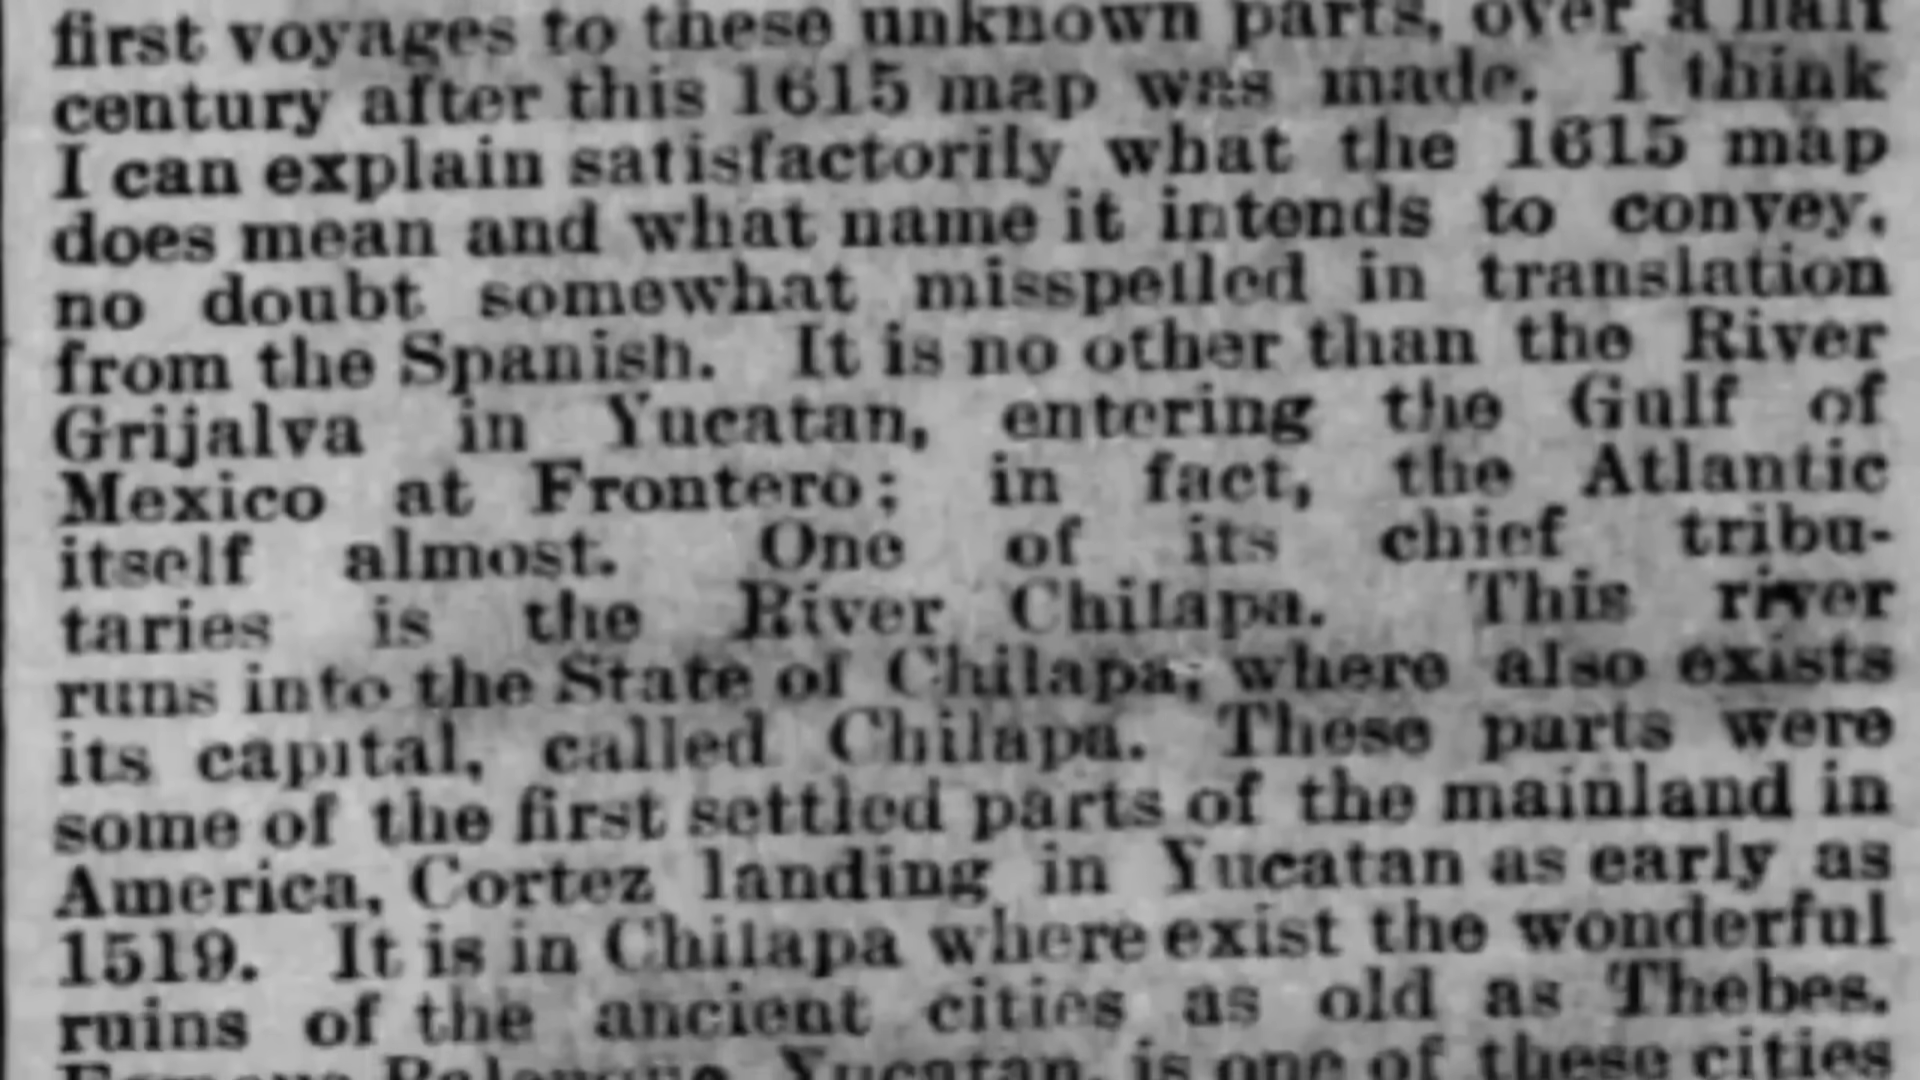 first voyages to these unknown parts, over a half
century after this 1615 map was made. I think
I can explain satisfactorily what the 1615 map
does mean and what name it intends to convey,
no doubt somewhat misspelled in translation
from the Spanish. It is no other than the River
Grijalva in Yucatan, entering the Gulf of
Mexico at Frontero; in fact, the Atlantic
itself almost. One of its chief tribu-
taries is the River Chilapa. This river
runs into the State of Chilapa, where also exists
its capital, called Chilapa. These parts were
some of the first settled parts of the mainland in
America, Cortez landing in Yucatan as early as
1519. It is in Chilapa where exist the wonderful
ruins of the ancient cities as old as Thebes.
Yucatan, is one of these cities